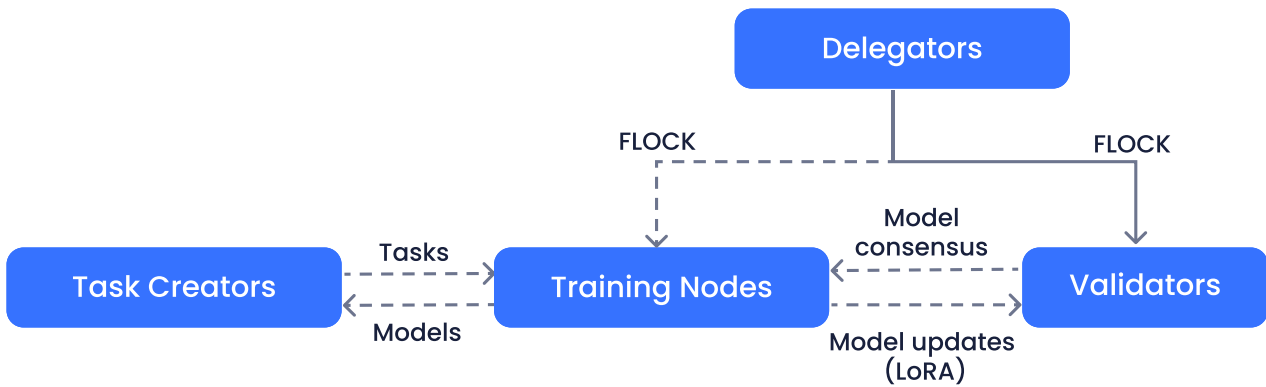 Delegators
FLOCK
FLOCK
Model
consensus
Tasks
Task Creators
Training Nodes
Validators
Models
Model updates
(LoRA)